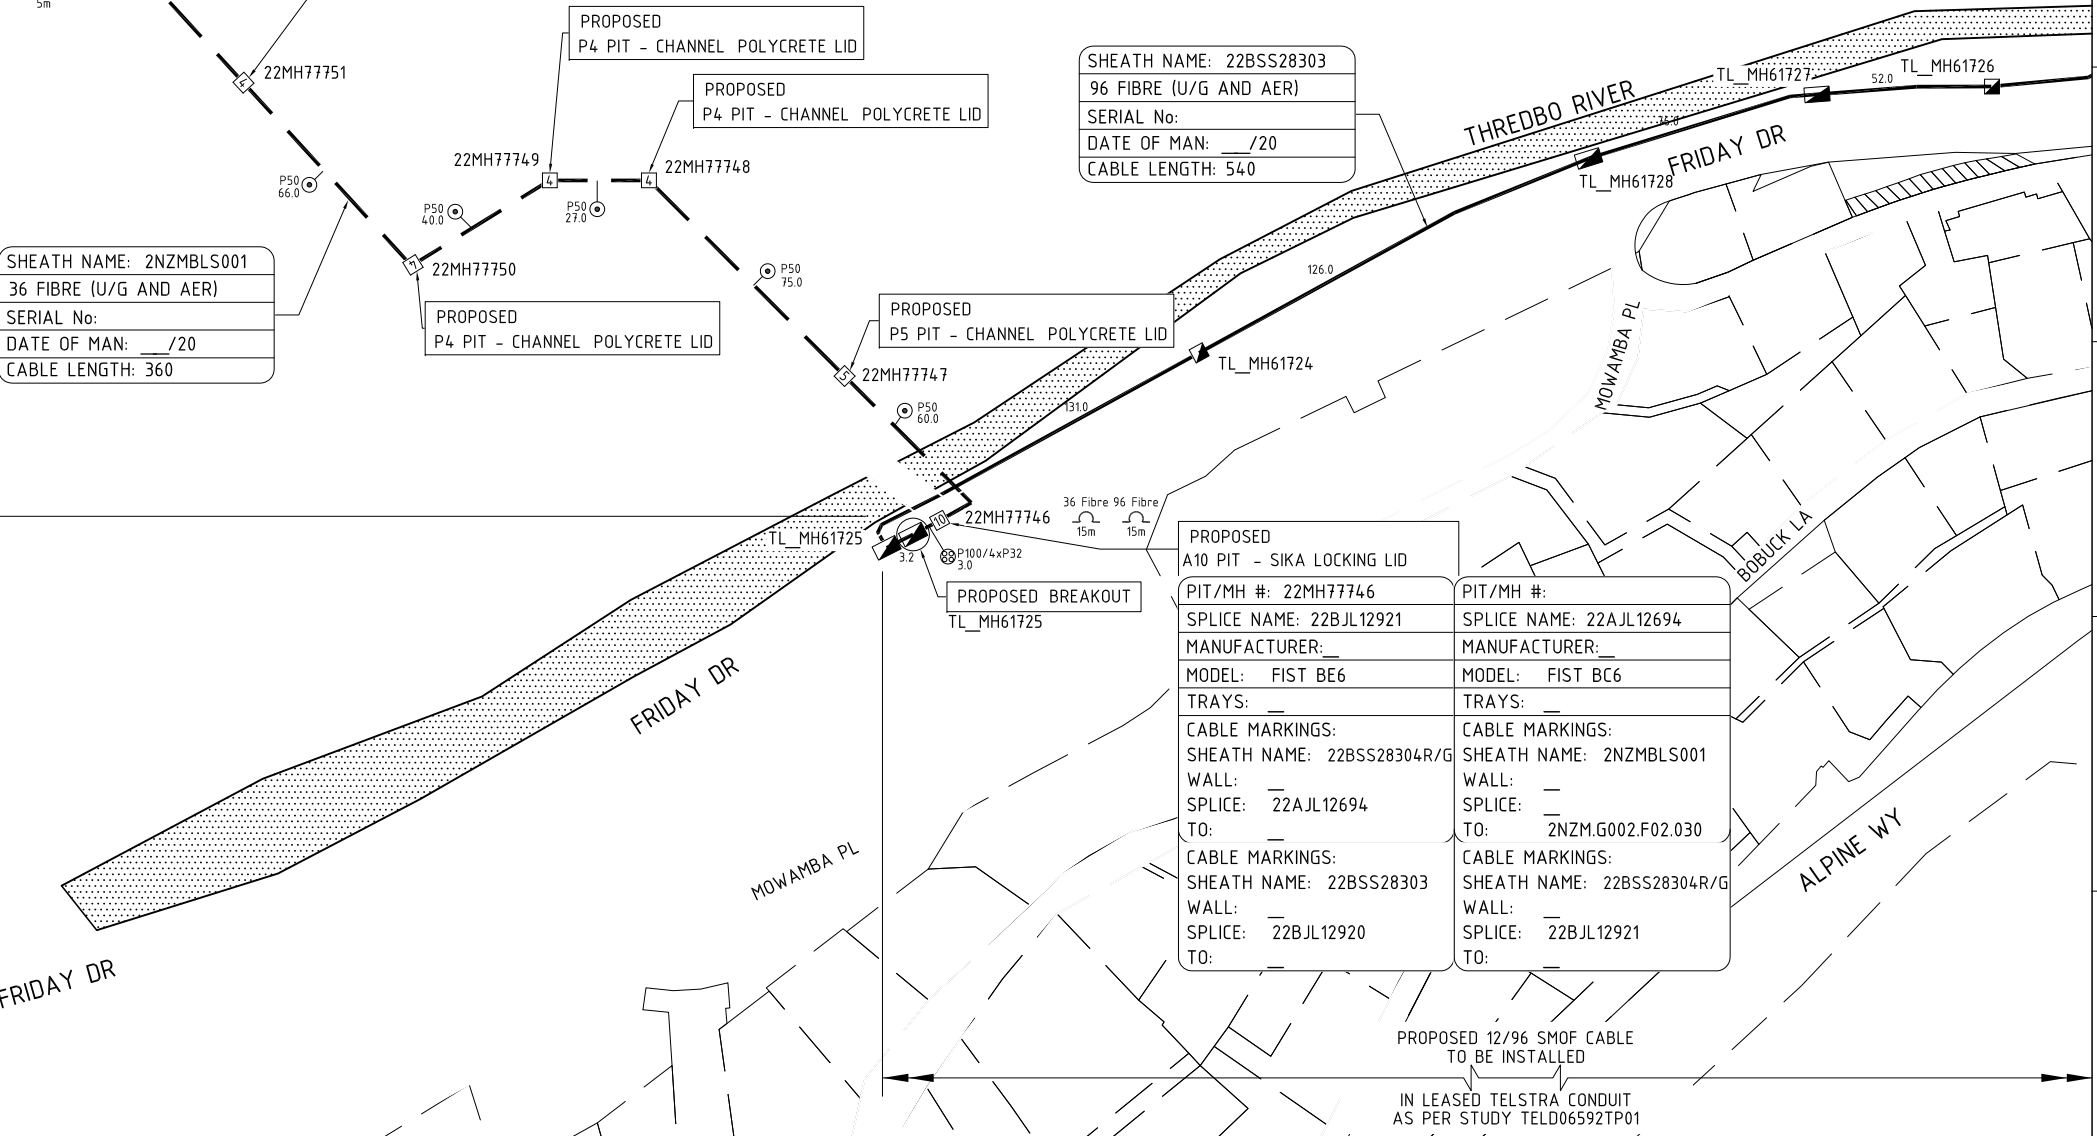 5m
22MH77751
PROPOSED
P4 PIT - CHANNEL POLYCRETE LID
PROPOSED
P4 PIT - CHANNEL POLYCRETE LID
SHEATH NAME: 22BSS28303
96 FIBRE (U/G AND AER)
SERIAL No:
DATE OF MAN: __/20
CABLE LENGTH: 540
THREDBO RIVER
TL_MH61727
52.0
TL_MH61726
76.0
FRIDAY DR
TL_MH61728
4
22MH77749
4
22MH77748
4
P50
66.0
P50
40.0
P50
27.0
4
22MH77750
SHEATH NAME: 2NZMBLS001
36 FIBRE (U/G AND AER)
SERIAL No:
DATE OF MAN: __/20
CABLE LENGTH: 360
PROPOSED
P4 PIT - CHANNEL POLYCRETE LID
P50
75.0
PROPOSED
P5 PIT - CHANNEL POLYCRETE LID
5
22MH77747
126.0
TL_MH61724
131.0
P50
60.0
MOWAMBA PL
BOBUCK LA
36 Fibre 96 Fibre
15m 15m
10
22MH77746
TL_MH61725
3.2
P100/4xP32
3.0
PROPOSED BREAKOUT
TL_MH61725
PROPOSED
A10 PIT - SIKA LOCKING LID
PIT/MH #: 22MH77746
SPLICE NAME: 22BJL12921
MANUFACTURER:__
MODEL: FIST BE6
TRAYS: __
CABLE MARKINGS:
SHEATH NAME: 22BSS28304R/G
WALL: __
SPLICE: 22AJL12694
TO: __
CABLE MARKINGS:
SHEATH NAME: 22BSS28303
WALL: __
SPLICE: 22BJL12920
TO: __
PIT/MH #:
SPLICE NAME: 22AJL12694
MANUFACTURER:__
MODEL: FIST BC6
TRAYS: __
CABLE MARKINGS:
SHEATH NAME: 2NZMBLS001
WALL: __
SPLICE: __
TO: 2NZM.G002.F02.030
CABLE MARKINGS:
SHEATH NAME: 22BSS28304R/G
WALL: __
SPLICE: 22BJL12921
TO: __
FRIDAY DR
MOWAMBA PL
ALPINE WY
FRIDAY DR
PROPOSED 12/96 SMOF CABLE
TO BE INSTALLED
IN LEASED TELSTRA CONDUIT
AS PER STUDY TELD06592TP01